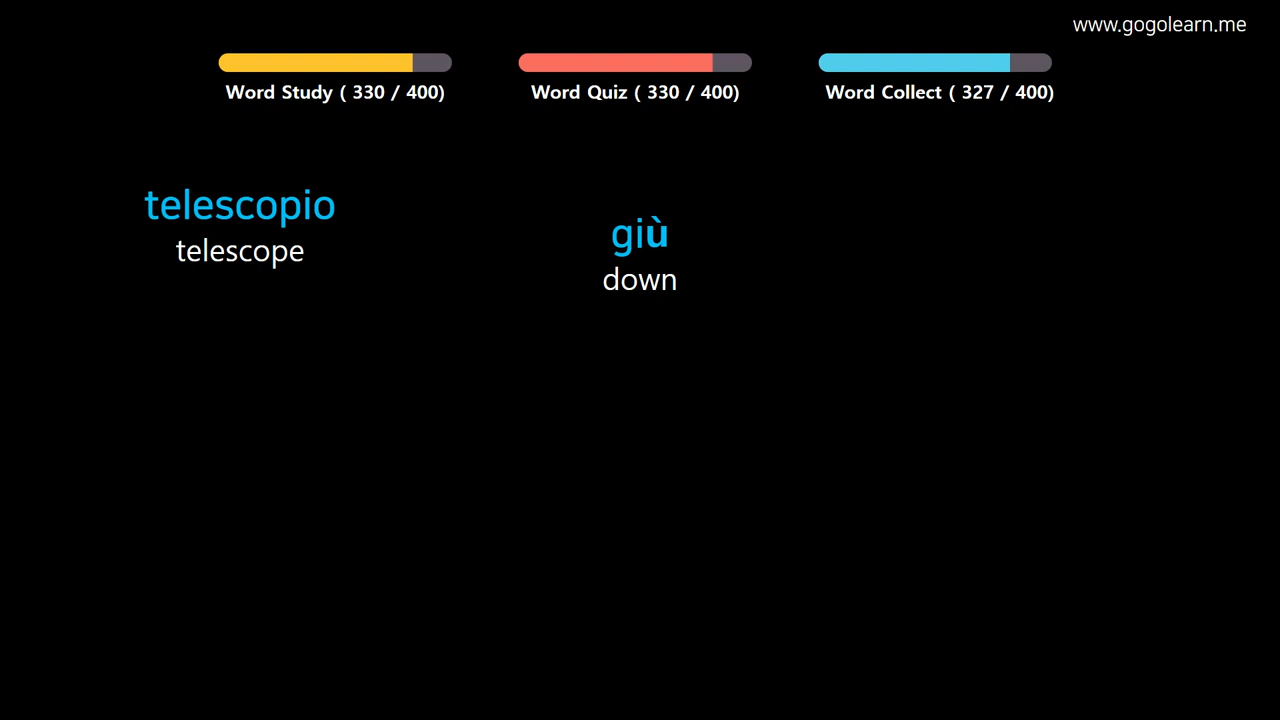 www.gogolearn.me
Word Study ( 330 / 400)
Word Quiz ( 330 / 400)
Word Collect ( 327 / 400)
telescopio
telescope
giù
down